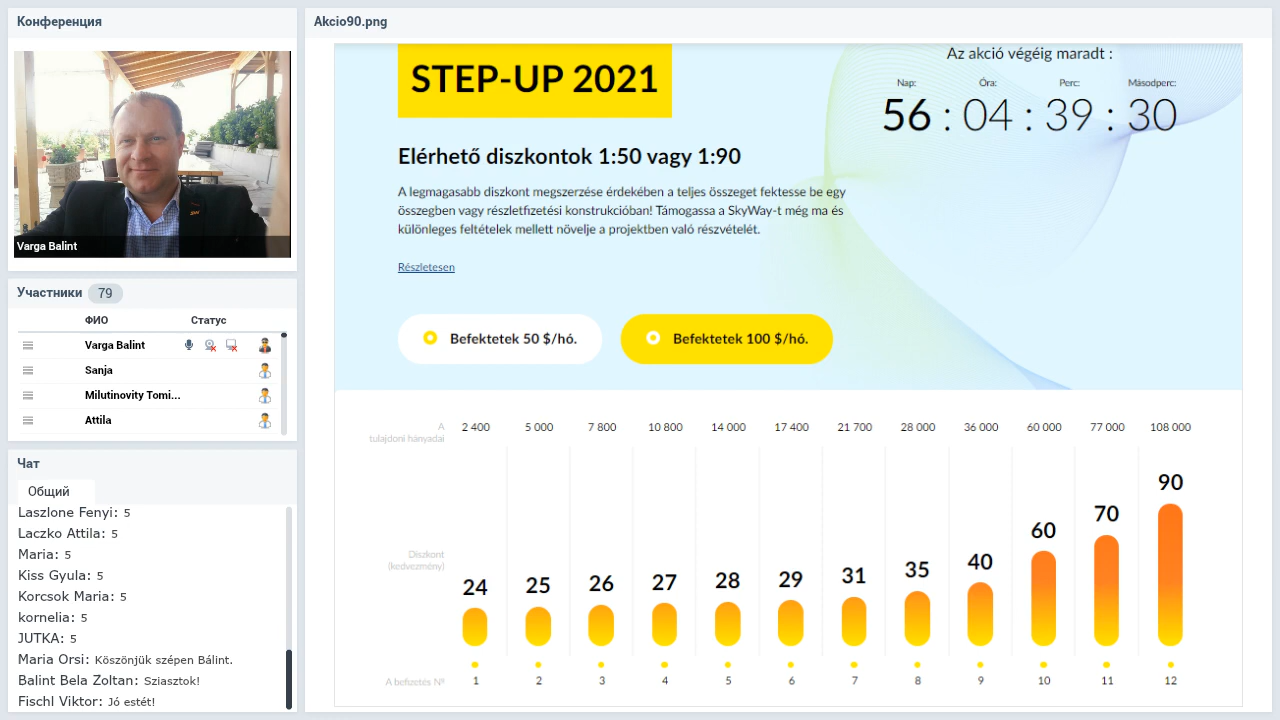 Конференция
Varga Balint
Участники 79
ФИО Статус
Varga Balint
Sanja
Milutinovity Tomi...
Attila
Чат
Общий
Laszlone Fenyi: 5
Laczko Attila: 5
Maria: 5
Kiss Gyula: 5
Korcsok Maria: 5
kornelia: 5
JUTKA: 5
Maria Orsi: Köszönjük szépen Bálint.
Balint Bela Zoltan: Sziasztok!
Fischl Viktor: Jó estét!
Akcio90.png
STEP-UP 2021
Az akció végéig maradt :
Nap: Óra: Perc: Másodperc:
56 : 04 : 39 : 30
Elérhető diszkontok 1:50 vagy 1:90
A legmagasabb diszkont megszerzése érdekében a teljes összeget fektesse be egy
összegben vagy részletfizetési konstrukcióban! Támogassa a SkyWay-t még ma és
különleges feltételek mellett növelje a projektben való részvételét.
Részletesen
Befektetek 50 $/hó. Befektetek 100 $/hó.
A
tulajdoni hányadai
2 400 5 000 7 800 10 800 14 000 17 400 21 700 28 000 36 000 60 000 77 000 108 000
Diszkont
(kedvezmény)
24 25 26 27 28 29 31 35 40 60 70 90
A befizetés Nº 1 2 3 4 5 6 7 8 9 10 11 12